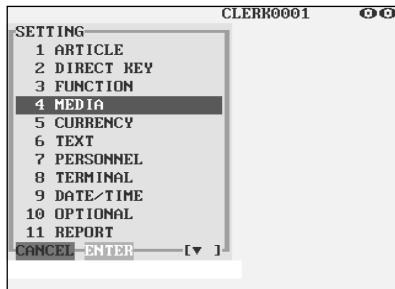 CLERK0001
SETTING
1 ARTICLE
2 DIRECT KEY
3 FUNCTION
4 MEDIA
5 CURRENCY
6 TEXT
7 PERSONNEL
8 TERMINAL
9 DATE/TIME
10 OPTIONAL
11 REPORT
CANCEL ENTER [▼ ]